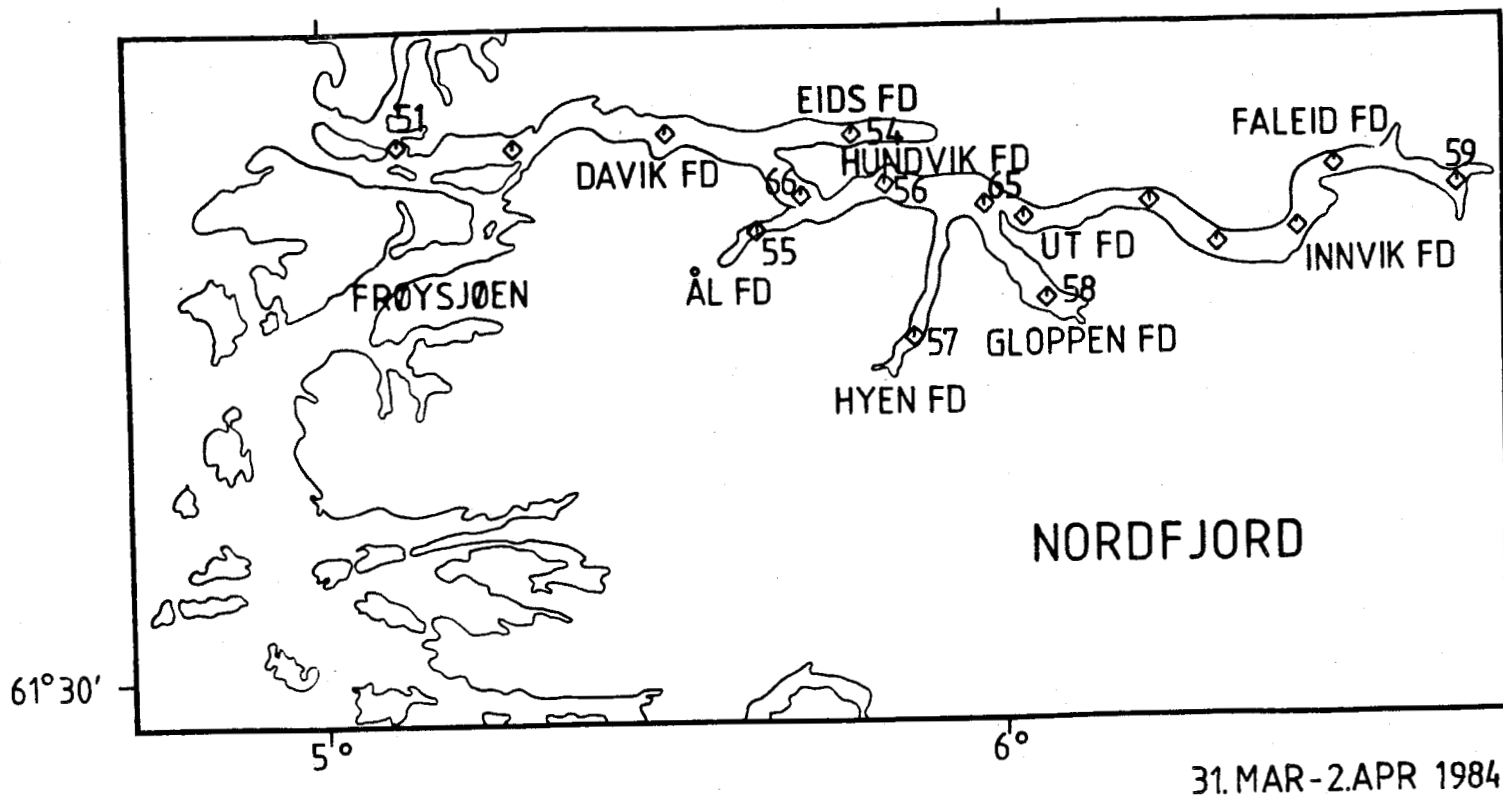 51
EIDS FD
54
FALEID FD
59
DAVIK FD
HUNDVIK FD
66
56
65
55
UT FD
INNVIK FD
ÅL FD
FRØYSJØEN
58
57
GLOPPEN FD
HYEN FD
NORDFJORD
61°30'
5°
6°
31.MAR-2.APR 1984